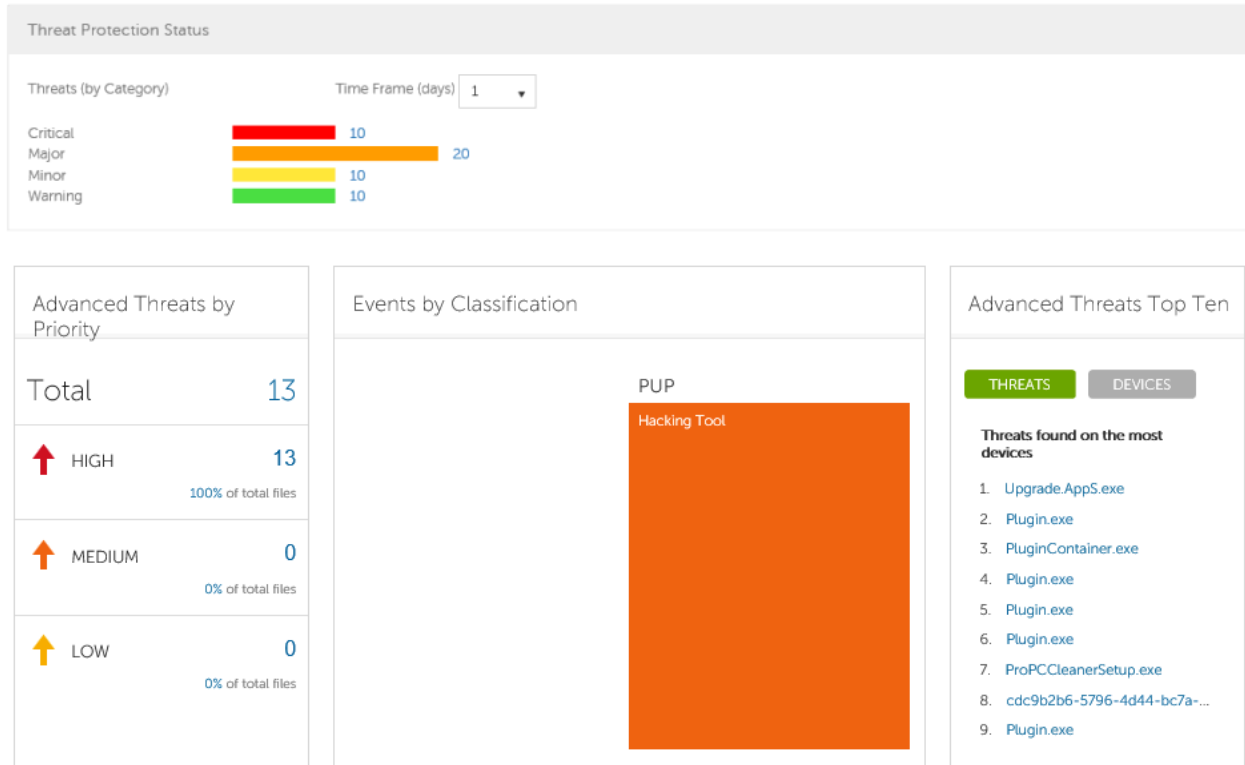 Threat Protection Status
Threats (by Category)
Time Frame (days) 1
Critical 10
Major 20
Minor 10
Warning 10
Advanced Threats by
Priority
Total 13
HIGH 13
100% of total files
MEDIUM 0
0% of total files
LOW 0
0% of total files
Events by Classification
PUP
Hacking Tool
Advanced Threats Top Ten
THREATS DEVICES
Threats found on the most
devices
1. Upgrade.AppS.exe
2. Plugin.exe
3. PluginContainer.exe
4. Plugin.exe
5. Plugin.exe
6. Plugin.exe
7. ProPCCleanerSetup.exe
8. cdc9b2b6-5796-4d44-bc7a-...
9. Plugin.exe